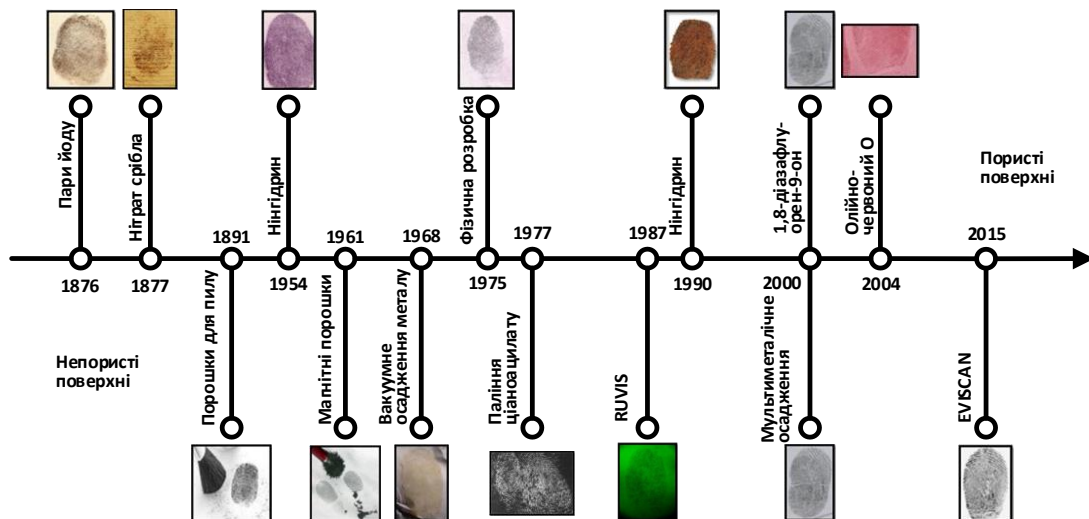 Пари йоду
1876
Нітрат срібла
1877
1891
Порошки для пилу
Нінгідрин
1954
1961
Магнітні порошки
1968
Вакуумне
осадження металу
Фізична розробка
1975
1977
Паління
ціаноацилату
1987
RUVIS
Нінгідрин
1990
1,8-діазафлу-
орен-9-он
2000
Мультиметалічне
осадження
Олійно-
червоний О
2004
2015
EVISCAN
Пористі
поверхні
Непористі
поверхні